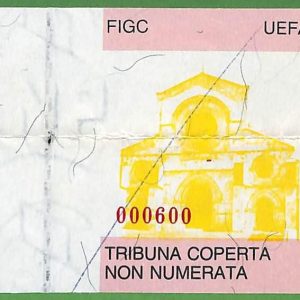 FIGC UEFA
000600
TRIBUNA COPERTA
NON NUMERATA